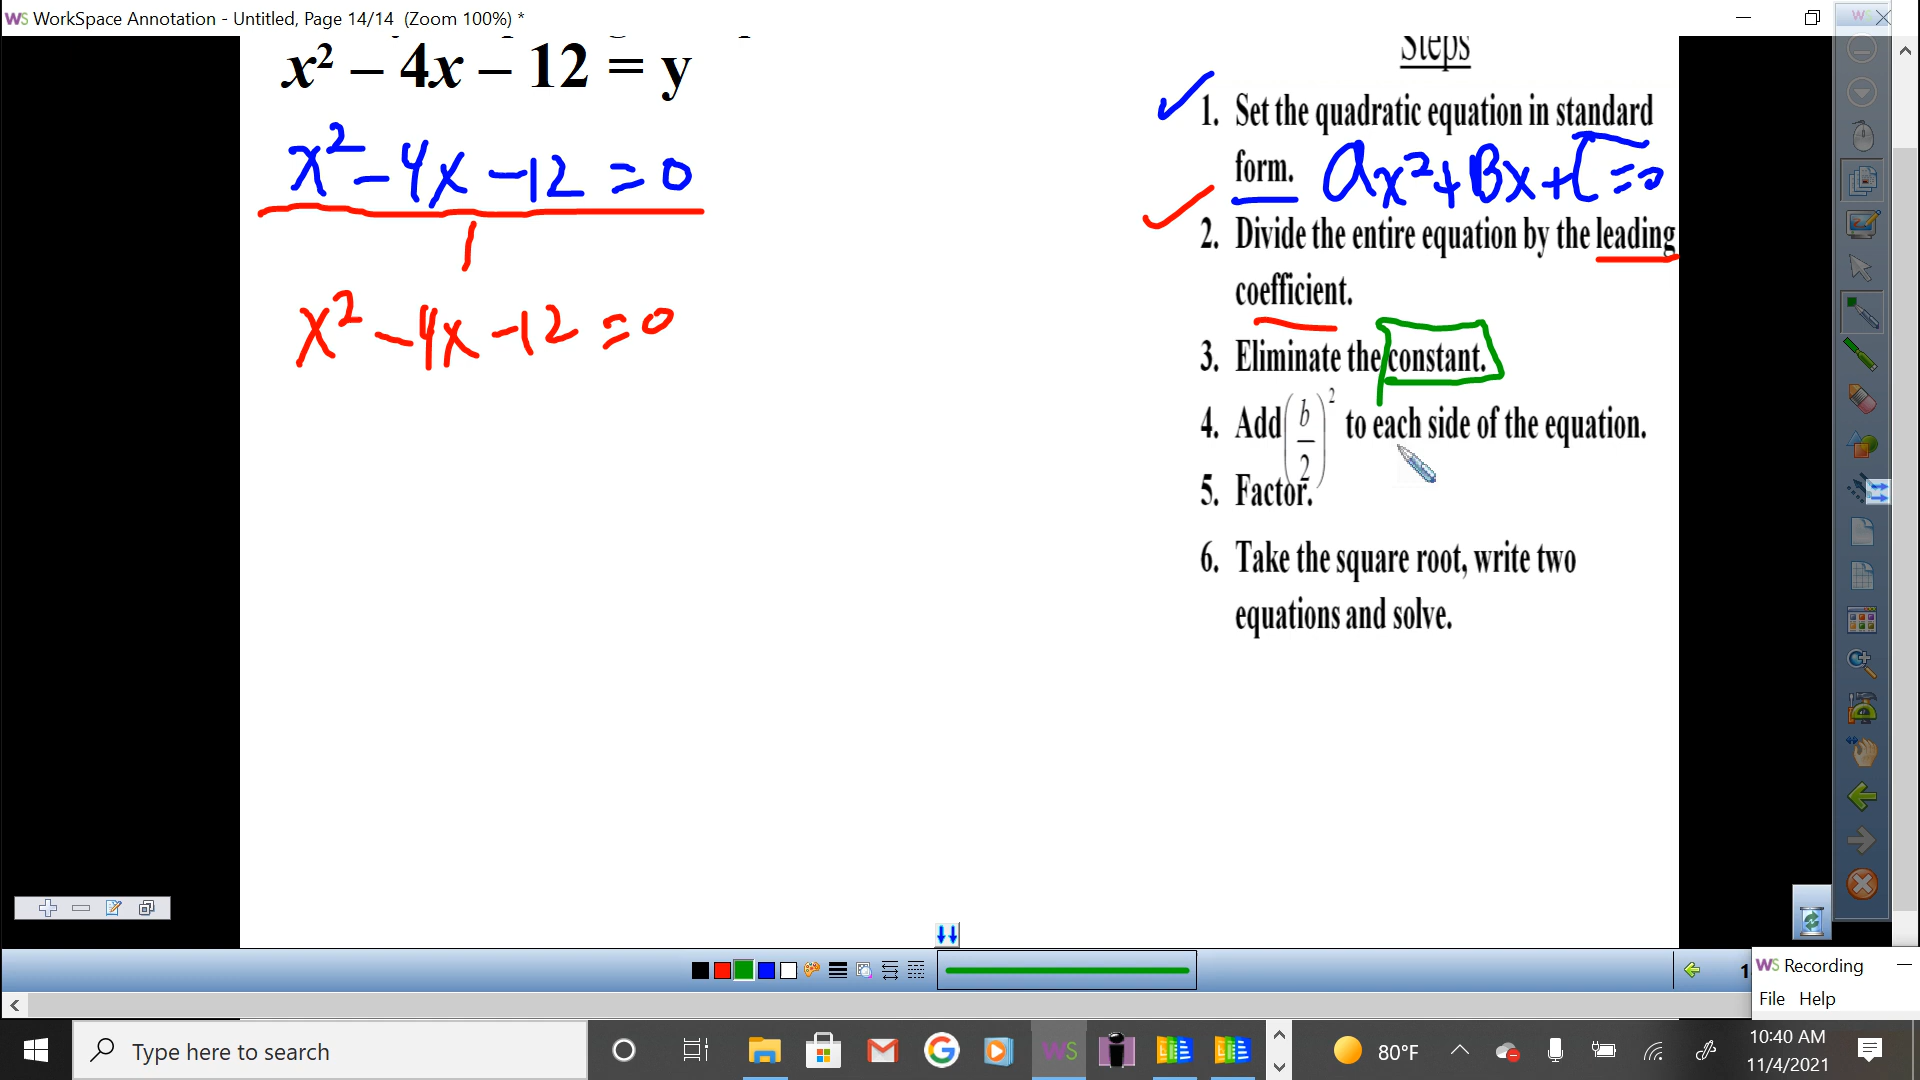 WS WorkSpace Annotation - Untitled, Page 14/14 (Zoom 100%) *
x² – 4x – 12 = y
x² – 4x – 12 = 0
1
x² – 4x – 12 = 0
Steps
1. Set the quadratic equation in standard
form. ax² + Bx + C = 0
2. Divide the entire equation by the leading
coefficient.
3. Eliminate the constant.
4. Add (b/2)² to each side of the equation.
5. Factor.
6. Take the square root, write two
equations and solve.
WS Recording
File Help
Type here to search
WS
80°F
10:40 AM
11/4/2021